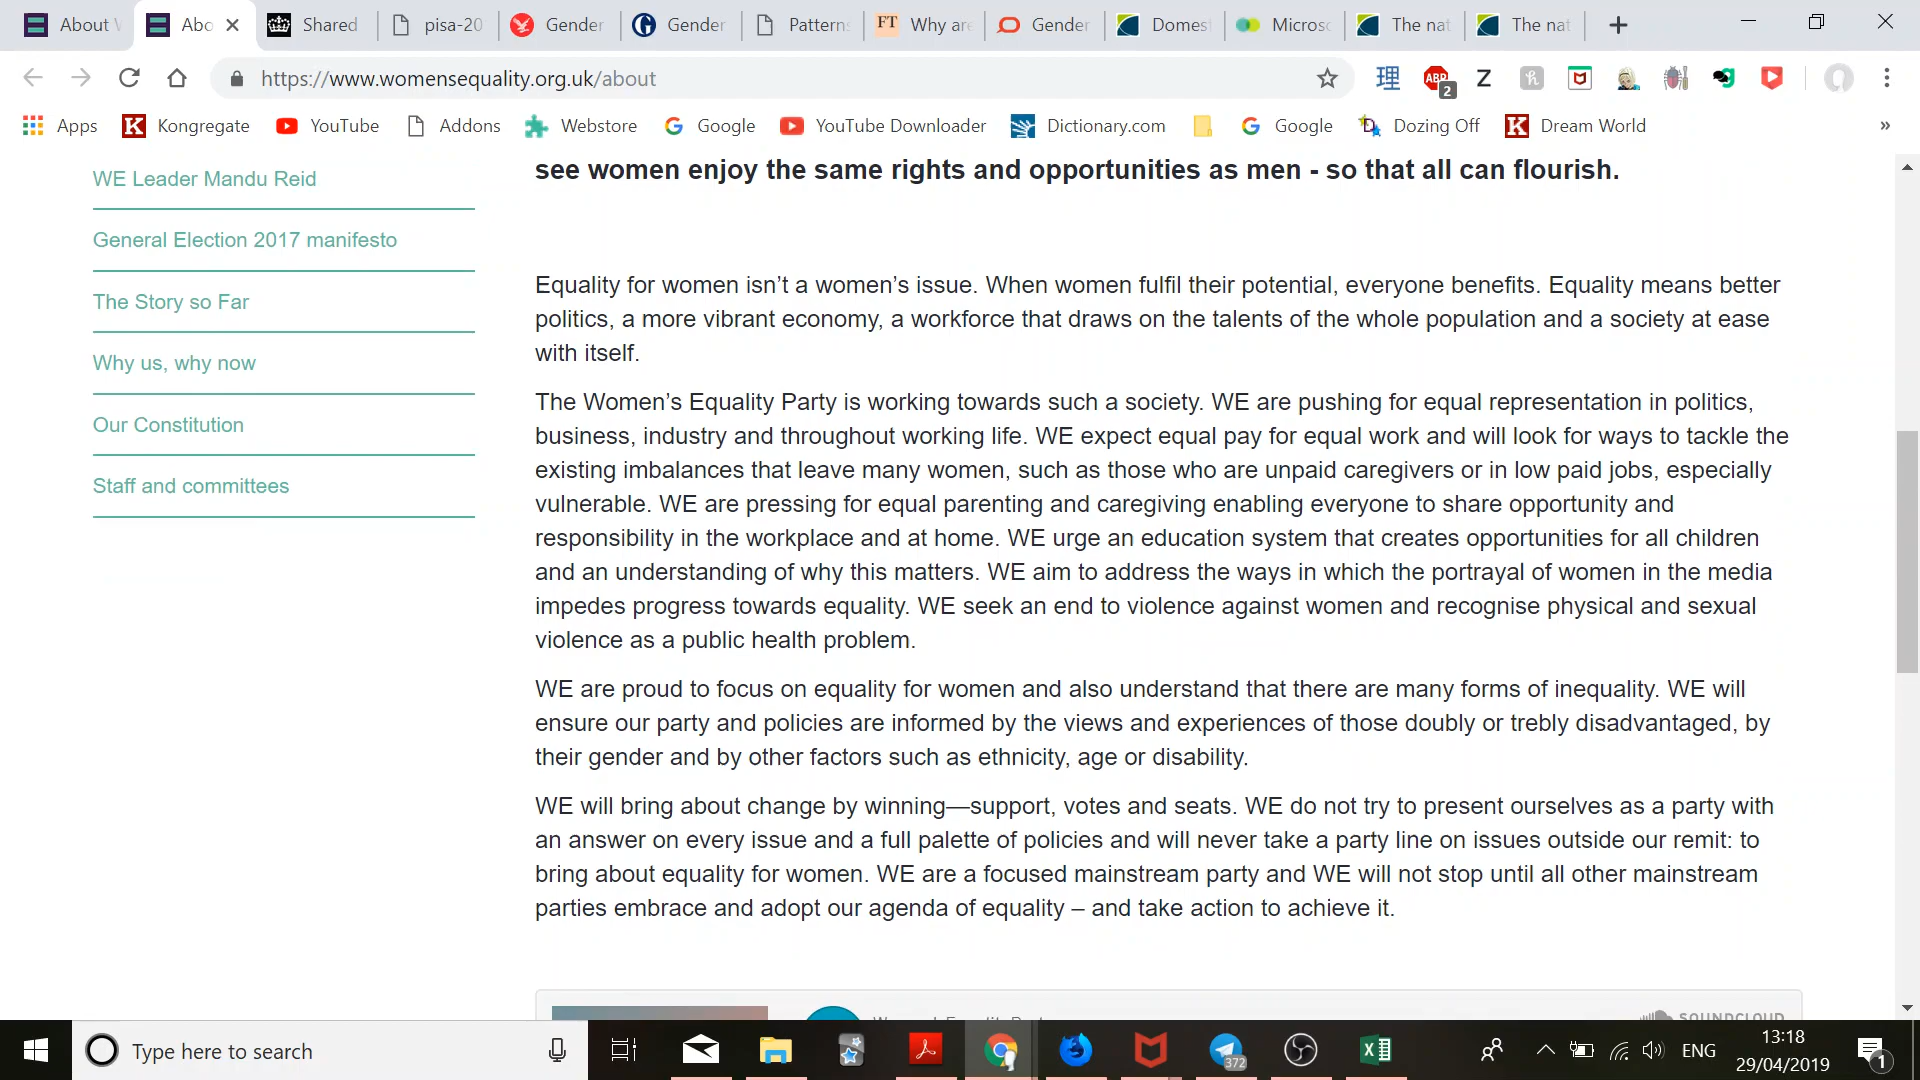 About
Abo
Shared
pisa-20
Gender
Gender
Pattern
FT Why are
Gender
Domest
Micros
The nat
The nat
https://www.womensequality.org.uk/about
ABP
2
Z
理
Apps
Kongregate
YouTube
Addons
Webstore
Google
YouTube Downloader
Dictionary.com
Google
Dozing Off
Dream World
»
WE Leader Mandu Reid
General Election 2017 manifesto
The Story so Far
Why us, why now
Our Constitution
Staff and committees
see women enjoy the same rights and opportunities as men - so that all can flourish.
Equality for women isn’t a women’s issue. When women fulfil their potential, everyone benefits. Equality means better
politics, a more vibrant economy, a workforce that draws on the talents of the whole population and a society at ease
with itself.
The Women’s Equality Party is working towards such a society. WE are pushing for equal representation in politics,
business, industry and throughout working life. WE expect equal pay for equal work and will look for ways to tackle the
existing imbalances that leave many women, such as those who are unpaid caregivers or in low paid jobs, especially
vulnerable. WE are pressing for equal parenting and caregiving enabling everyone to share opportunity and
responsibility in the workplace and at home. WE urge an education system that creates opportunities for all children
and an understanding of why this matters. WE aim to address the ways in which the portrayal of women in the media
impedes progress towards equality. WE seek an end to violence against women and recognise physical and sexual
violence as a public health problem.
WE are proud to focus on equality for women and also understand that there are many forms of inequality. WE will
ensure our party and policies are informed by the views and experiences of those doubly or trebly disadvantaged, by
their gender and by other factors such as ethnicity, age or disability.
WE will bring about change by winning—support, votes and seats. WE do not try to present ourselves as a party with
an answer on every issue and a full palette of policies and will never take a party line on issues outside our remit: to
bring about equality for women. WE are a focused mainstream party and WE will not stop until all other mainstream
parties embrace and adopt our agenda of equality – and take action to achieve it.
SOUNDCLOUD
Type here to search
372
ENG
13:18
29/04/2019
1